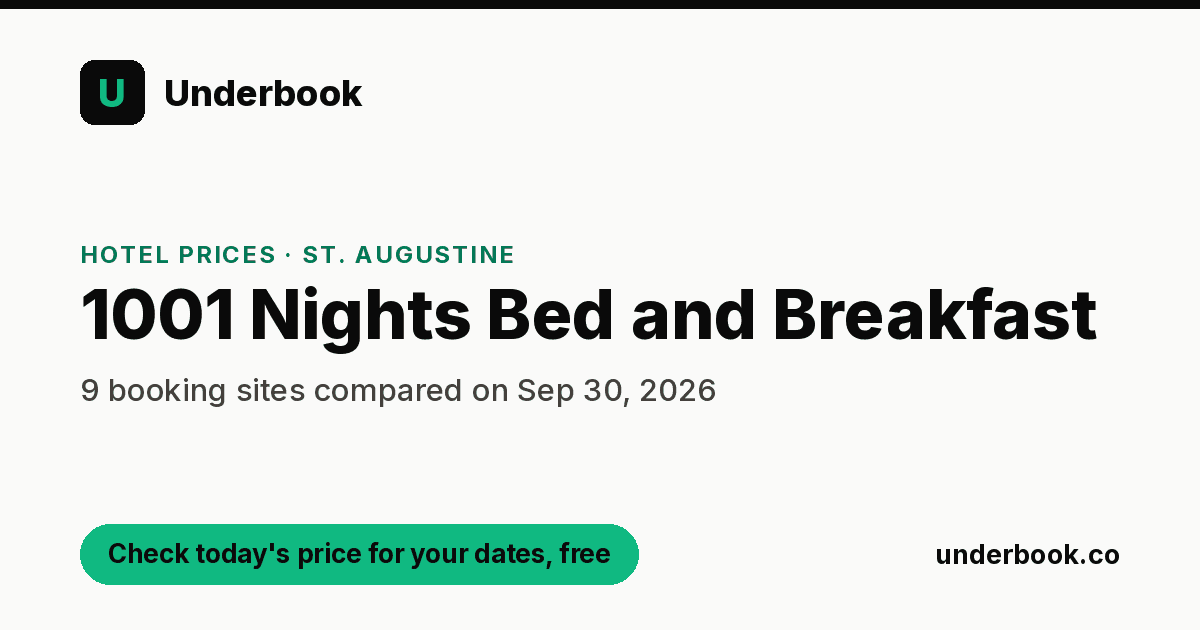 U Underbook
HOTEL PRICES · ST. AUGUSTINE
1001 Nights Bed and Breakfast
9 booking sites compared on Sep 30, 2026
Check today's price for your dates, free
underbook.co